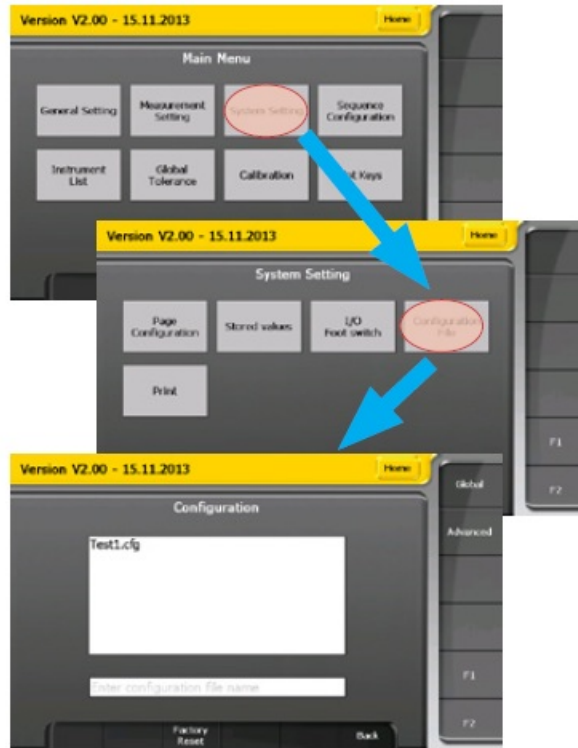 Version V2.00 - 15.11.2013
Home
Main Menu
General Setting
Measurement Setting
System Setting
Sequence Configuration
Instrument List
Global Tolerance
Calibration
Keys
Version V2.00 - 15.11.2013
Home
System Setting
Page Configuration
Stored values
I/O Foot switch
Configuration File
Print
F1
F2
Version V2.00 - 15.11.2013
Home
Configuration
Test1.cfg
Enter configuration file name
Factory Reset
Back
Global
Advanced
F1
F2